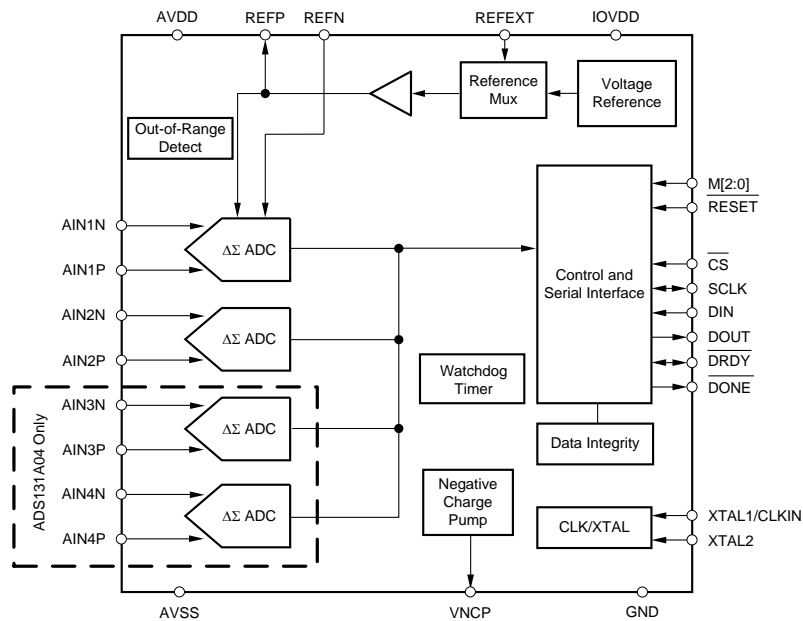 AVDD
REFP
REFN
REFEXT
IOVDD
Reference
Mux
Voltage
Reference
Out-of-Range
Detect
M[2:0]
RESET
AIN1N
ΔΣ ADC
AIN1P
Control and
Serial Interface
CS
SCLK
DIN
DOUT
DRDY
DONE
AIN2N
ΔΣ ADC
AIN2P
Watchdog
Timer
ADS131A04 Only
AIN3N
ΔΣ ADC
AIN3P
Data Integrity
AIN4N
ΔΣ ADC
AIN4P
Negative
Charge
Pump
CLK/XTAL
XTAL1/CLKIN
XTAL2
AVSS
VNCP
GND